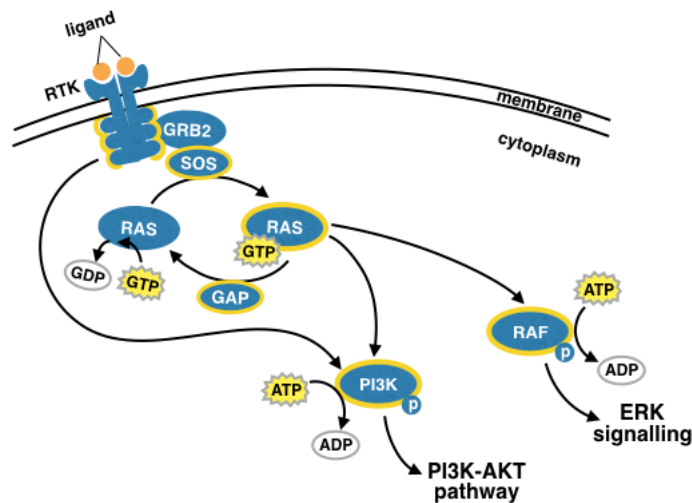 ligand
RTK
membrane
GRB2
cytoplasm
SOS
RAS
RAS
GTP
GDP
GTP
GAP
ATP
RAF
p
ADP
ATP
PI3K
p
ADP
ERK
signalling
PI3K-AKT
pathway